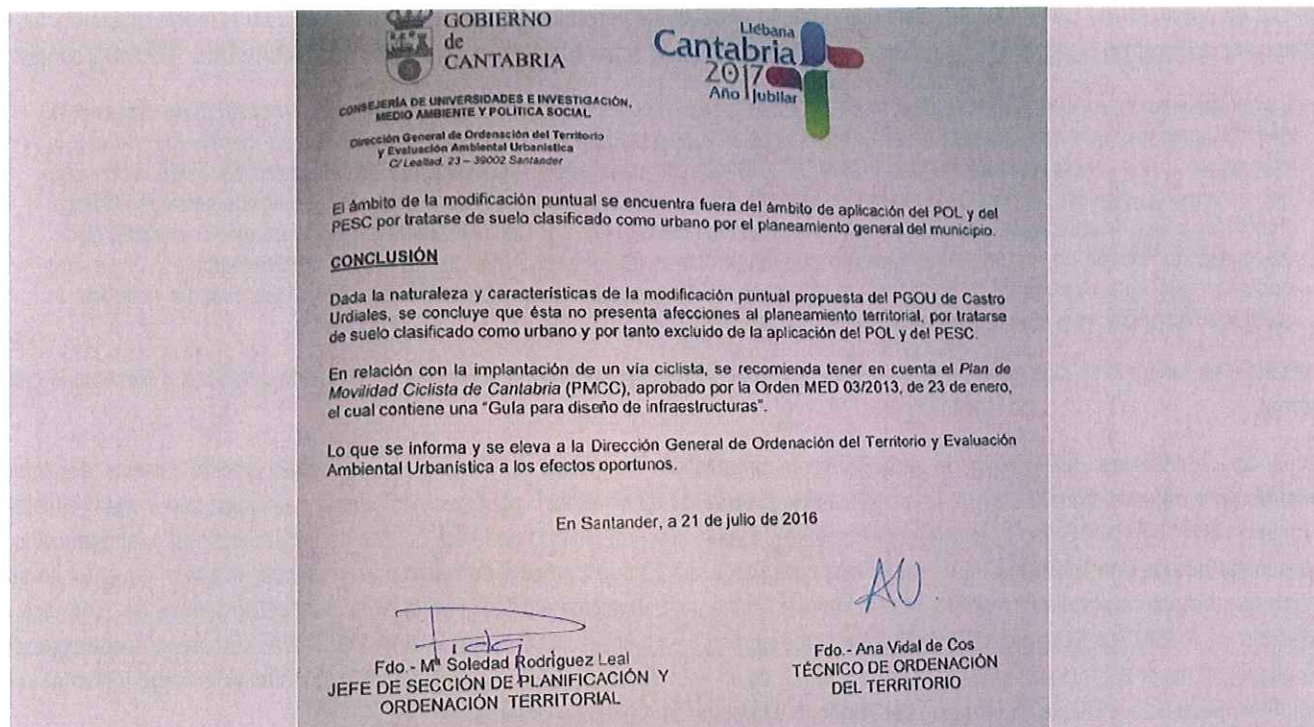 GOBIERNO
de
CANTABRIA
Liébana
Cantabria
2017
Año Jubilar
CONSEJERÍA DE UNIVERSIDADES E INVESTIGACIÓN,
MEDIO AMBIENTE Y POLÍTICA SOCIAL
Dirección General de Ordenación del Territorio
y Evaluación Ambiental Urbanística
C/ Lealtad, 23 – 39002 Santander
El ámbito de la modificación puntual se encuentra fuera del ámbito de aplicación del POL y del
PESC por tratarse de suelo clasificado como urbano por el planeamiento general del municipio.
CONCLUSIÓN
Dada la naturaleza y características de la modificación puntual propuesta del PGOU de Castro
Urdiales, se concluye que ésta no presenta afecciones al planeamiento territorial, por tratarse
de suelo clasificado como urbano y por tanto excluido de la aplicación del POL y del PESC.
En relación con la implantación de un vía ciclista, se recomienda tener en cuenta el Plan de
Movilidad Ciclista de Cantabria (PMCC), aprobado por la Orden MED 03/2013, de 23 de enero,
el cual contiene una "Guía para diseño de infraestructuras".
Lo que se informa y se eleva a la Dirección General de Ordenación del Territorio y Evaluación
Ambiental Urbanística a los efectos oportunos.
En Santander, a 21 de julio de 2016
Fdo.- Mª Soledad Rodríguez Leal
JEFE DE SECCIÓN DE PLANIFICACIÓN Y
ORDENACIÓN TERRITORIAL
Fdo.- Ana Vidal de Cos
TÉCNICO DE ORDENACIÓN
DEL TERRITORIO